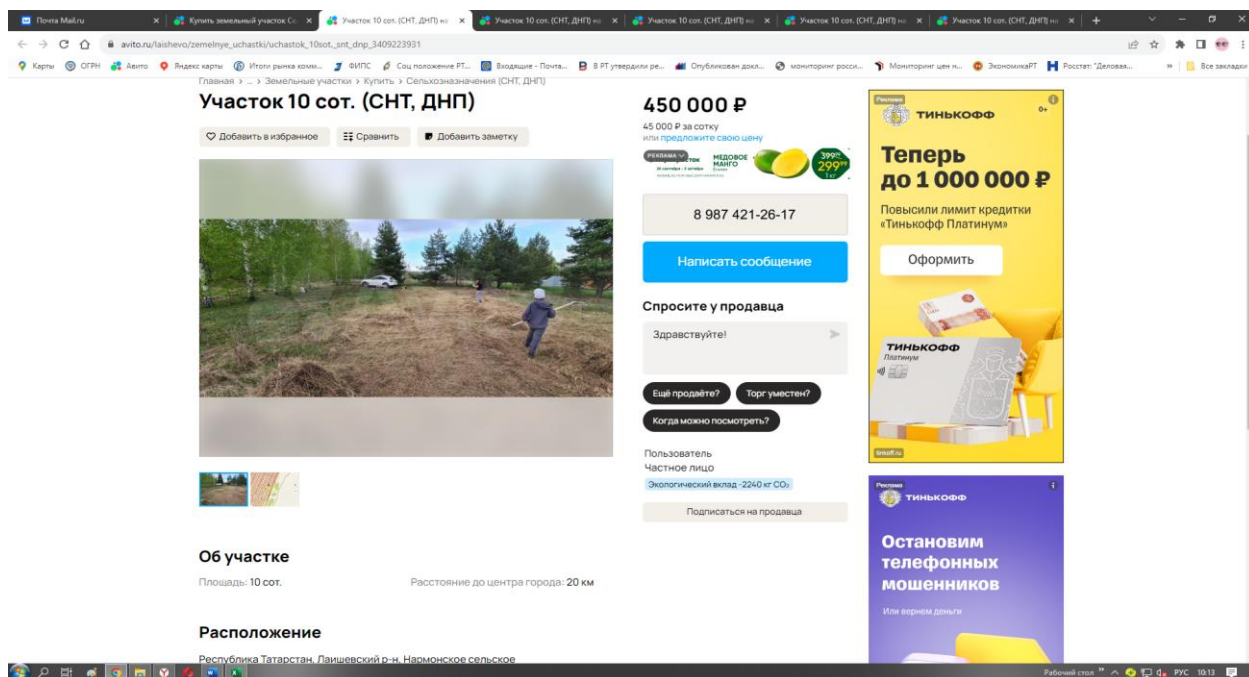 Почта Mail.ru
Купить земельный участок Со
Участок 10 сот. (СНТ, ДНП) на
Участок 10 сот. (СНТ, ДНП) на
Участок 10 сот. (СНТ, ДНП) на
Участок 10 сот. (СНТ, ДНП) на
Участок 10 сот. (СНТ, ДНП) на
avito.ru/laishevo/zemelnye_uchastki/uchastok_10sot._snt_dnp_3409223931
Карты
ОГРН
Авито
Яндекс карты
Итоги рынка комм...
ФИПС
Соц положение РТ...
Входящие - Почта...
В РТ утвердили ре...
Опубликован докл...
мониторинг росси...
Мониторинг цен н...
ЭкономикаРТ
Росстат: "Деловая...
Все закладки
Главная > ... > Земельные участки > Купить > Сельхозназначения (СНТ, ДНП)
Участок 10 сот. (СНТ, ДНП)
Добавить в избранное
Сравнить
Добавить заметку
450 000 ₽
45 000 ₽ за сотку
или предложите свою цену
РЕКЛАМА
МЕДОВОЕ
МАНГО
299
1 кг
8 987 421-26-17
Написать сообщение
Спросите у продавца
Здравствуйте!
Ещё продаёте?
Торг уместен?
Когда можно посмотреть?
Пользователь
Частное лицо
Экологический вклад -2240 кг CO₂
Подписаться на продавца
Об участке
Площадь: 10 сот.
Расстояние до центра города: 20 км
Расположение
Республика Татарстан, Лаишевский р-н, Нармонское сельское
Реклама
0+
ТИНЬКОФФ
Теперь
до 1 000 000 ₽
Повысили лимит кредитки
«Тинькофф Платинум»
Оформить
ТИНЬКОФФ
Платинум
tinkoff.ru
Реклама
ТИНЬКОФФ
Остановим
телефонных
мошенников
Или вернем деньги
Рабочий стол
РУС
10:13